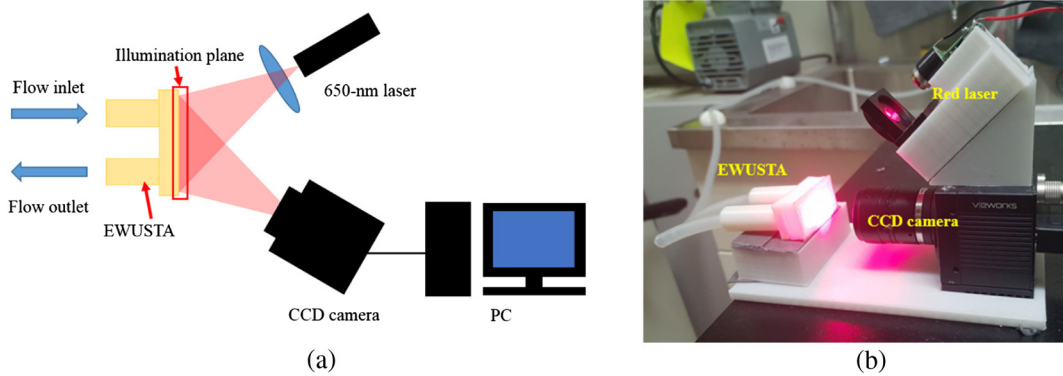 Illumination plane
Flow inlet
650-nm laser
Flow outlet
EWUSTA
CCD camera
PC
(a)
Red laser
EWUSTA
CCD camera
vieworks
(b)